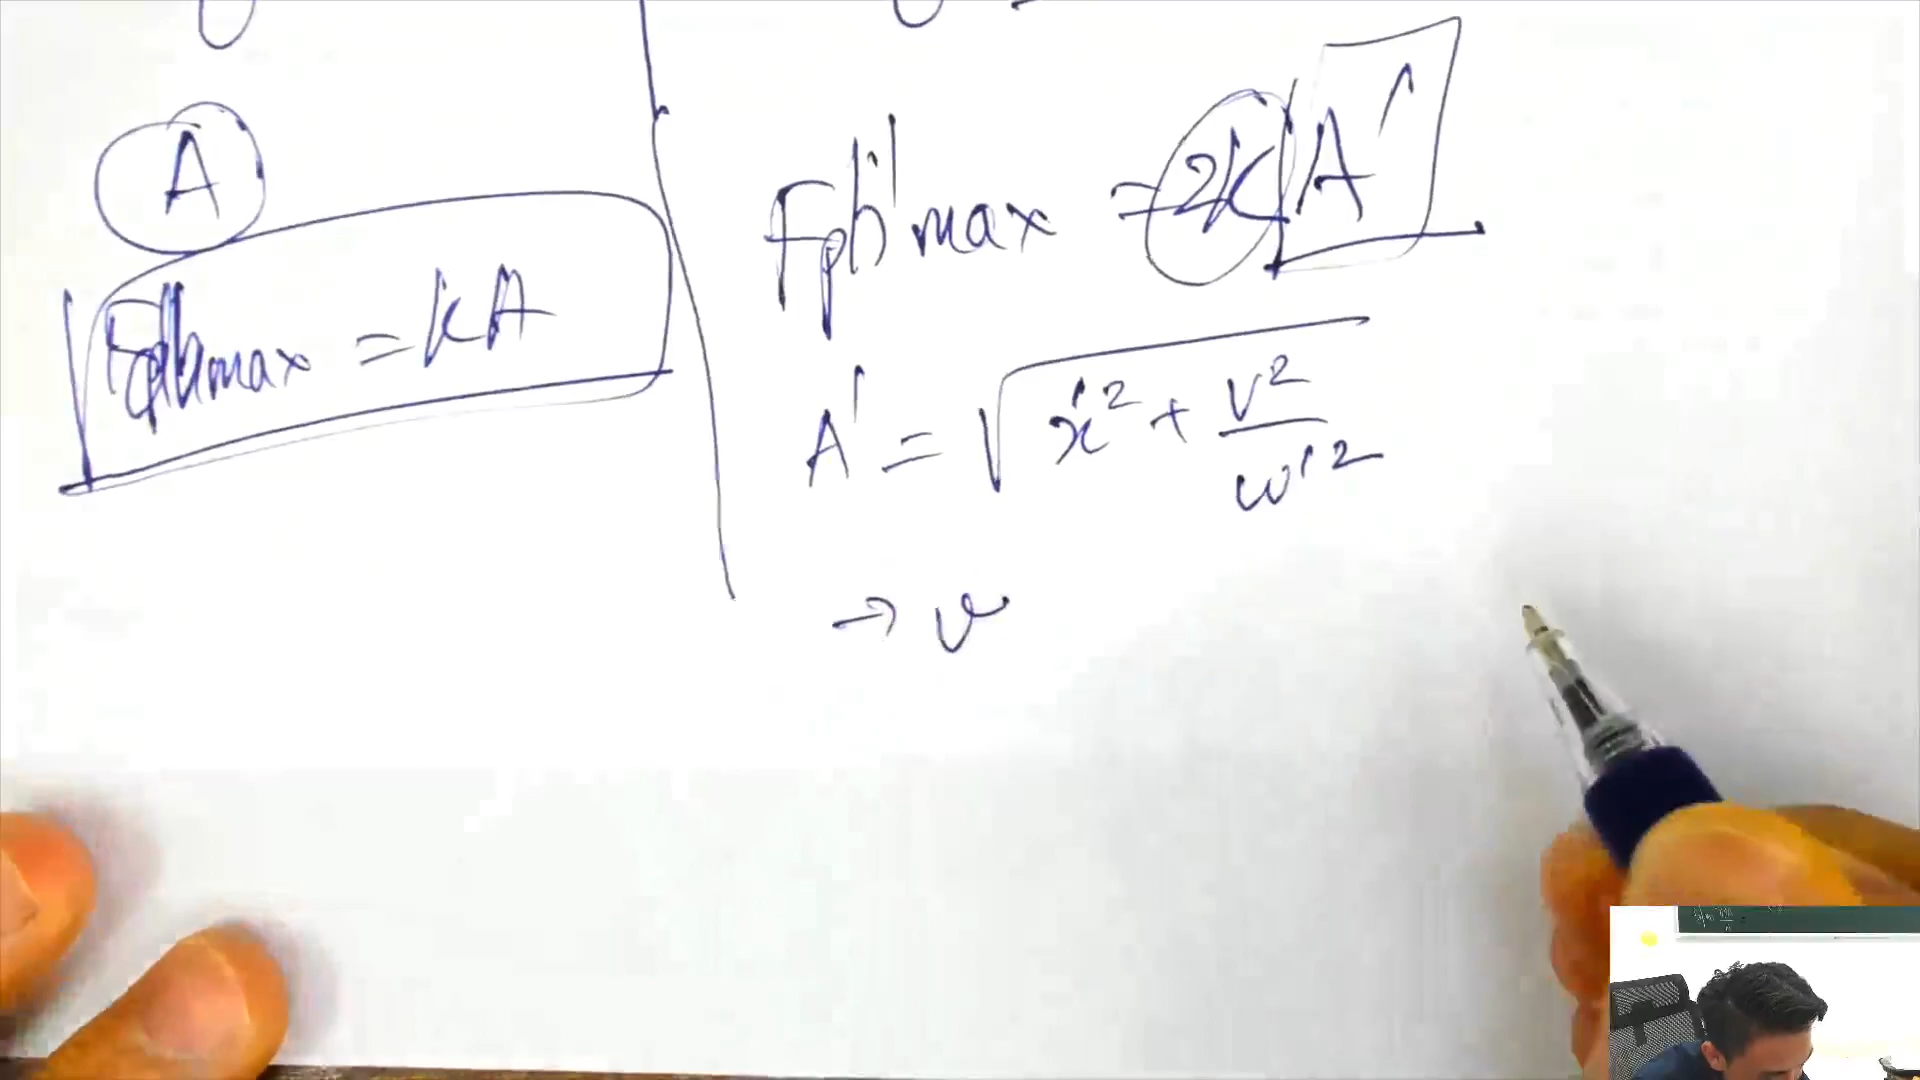 A
Fđhmax = kA
Fph'max = 2k A'
A' = √(x'² + v²/ω'²)
→ v